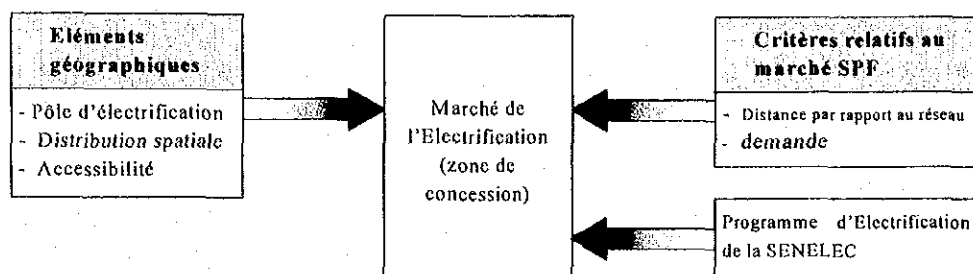 Eléments
géographiques
- Pôle d'électrification
- Distribution spatiale
- Accessibilité
Marché de
l'Electrification
(zone de
concession)
Critères relatifs au
marché SPF
- Distance par rapport au réseau
- demande
Programme d'Electrification
de la SENELEC